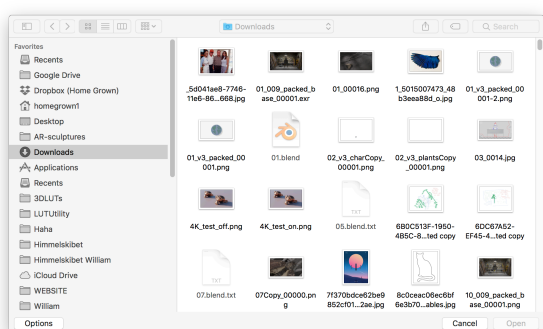 Downloads
Search
Favorites
Recents
Google Drive
Dropbox (Home Grown)
homegrown1
Desktop
AR-sculptures
Downloads
Applications
Recents
3DLUTs
LUTUtility
Haha
Himmelskibet
Himmelskibet William
iCloud Drive
WEBSITE
William
_5d041ae8-7746-
11e6-86...668.jpg
01_009_packed_b
ase_00001.exr
01_00016.png
1_5015007473_48
b3eea88d_o.jpg
01_v3_packed_00
001-2.png
01_v3_packed_00
001.png
01.blend
02_v3_charCopy_
00001.png
02_v3_plantsCopy
_00001.png
03_0014.jpg
4K_test_off.png
4K_test_on.png
TXT
05.blend.txt
6B0C513F-1950-
4B5C-8...ted copy
6DC67A52-
EF45-4...ted copy
TXT
07.blend.txt
07Copy_00000.pn
g
7f370bdce62be9
852cf01...2ae.jpg
8c0ceac06ec6bf
6e3b70...ables.jpg
10_009_packed_b
ase_00001.png
Options
Cancel
Open